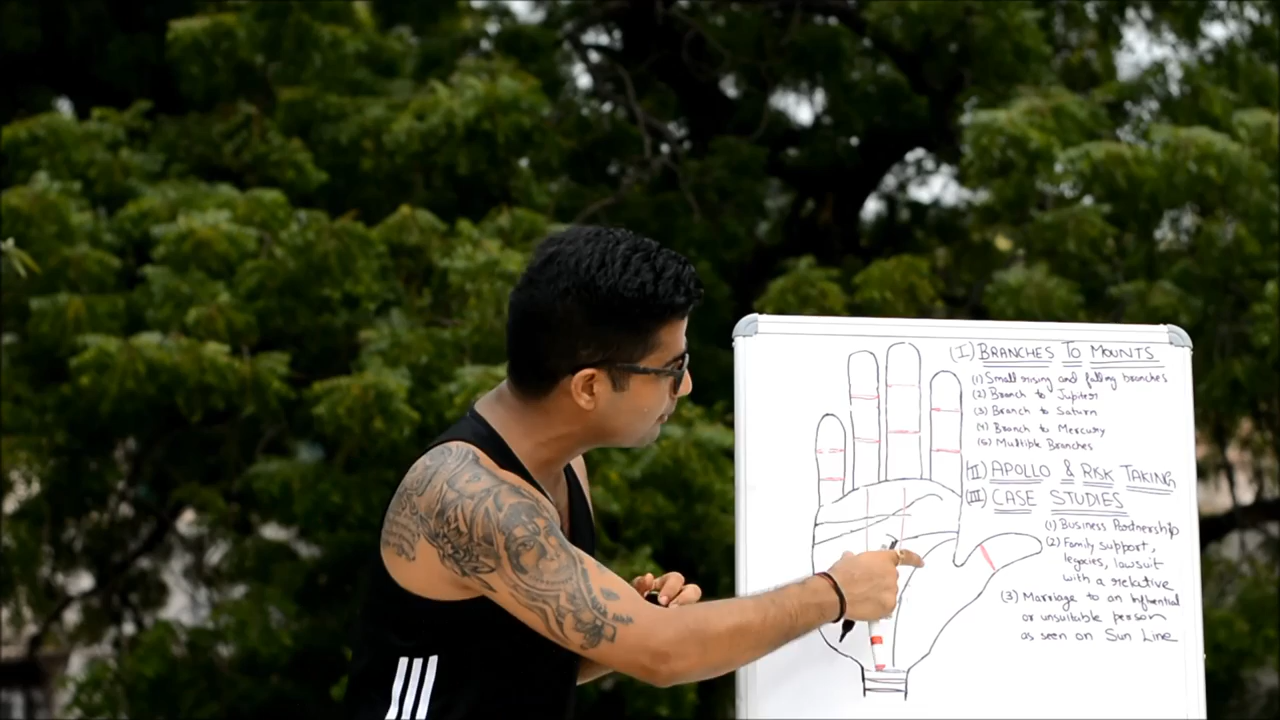 (I) BRANCHES TO MOUNTS
(1) Small rising and falling branches
(2) Branch to Jupiter
(3) Branch to Saturn
(4) Branch to Mercury
(5) Multiple Branches
(II) APOLLO & RISK TAKING
(III) CASE STUDIES
(1) Business Partnership
(2) Family support,
legacies, lawsuit
with a relative
(3) Marriage to an influential
or unsuitable person
as seen on Sun Line